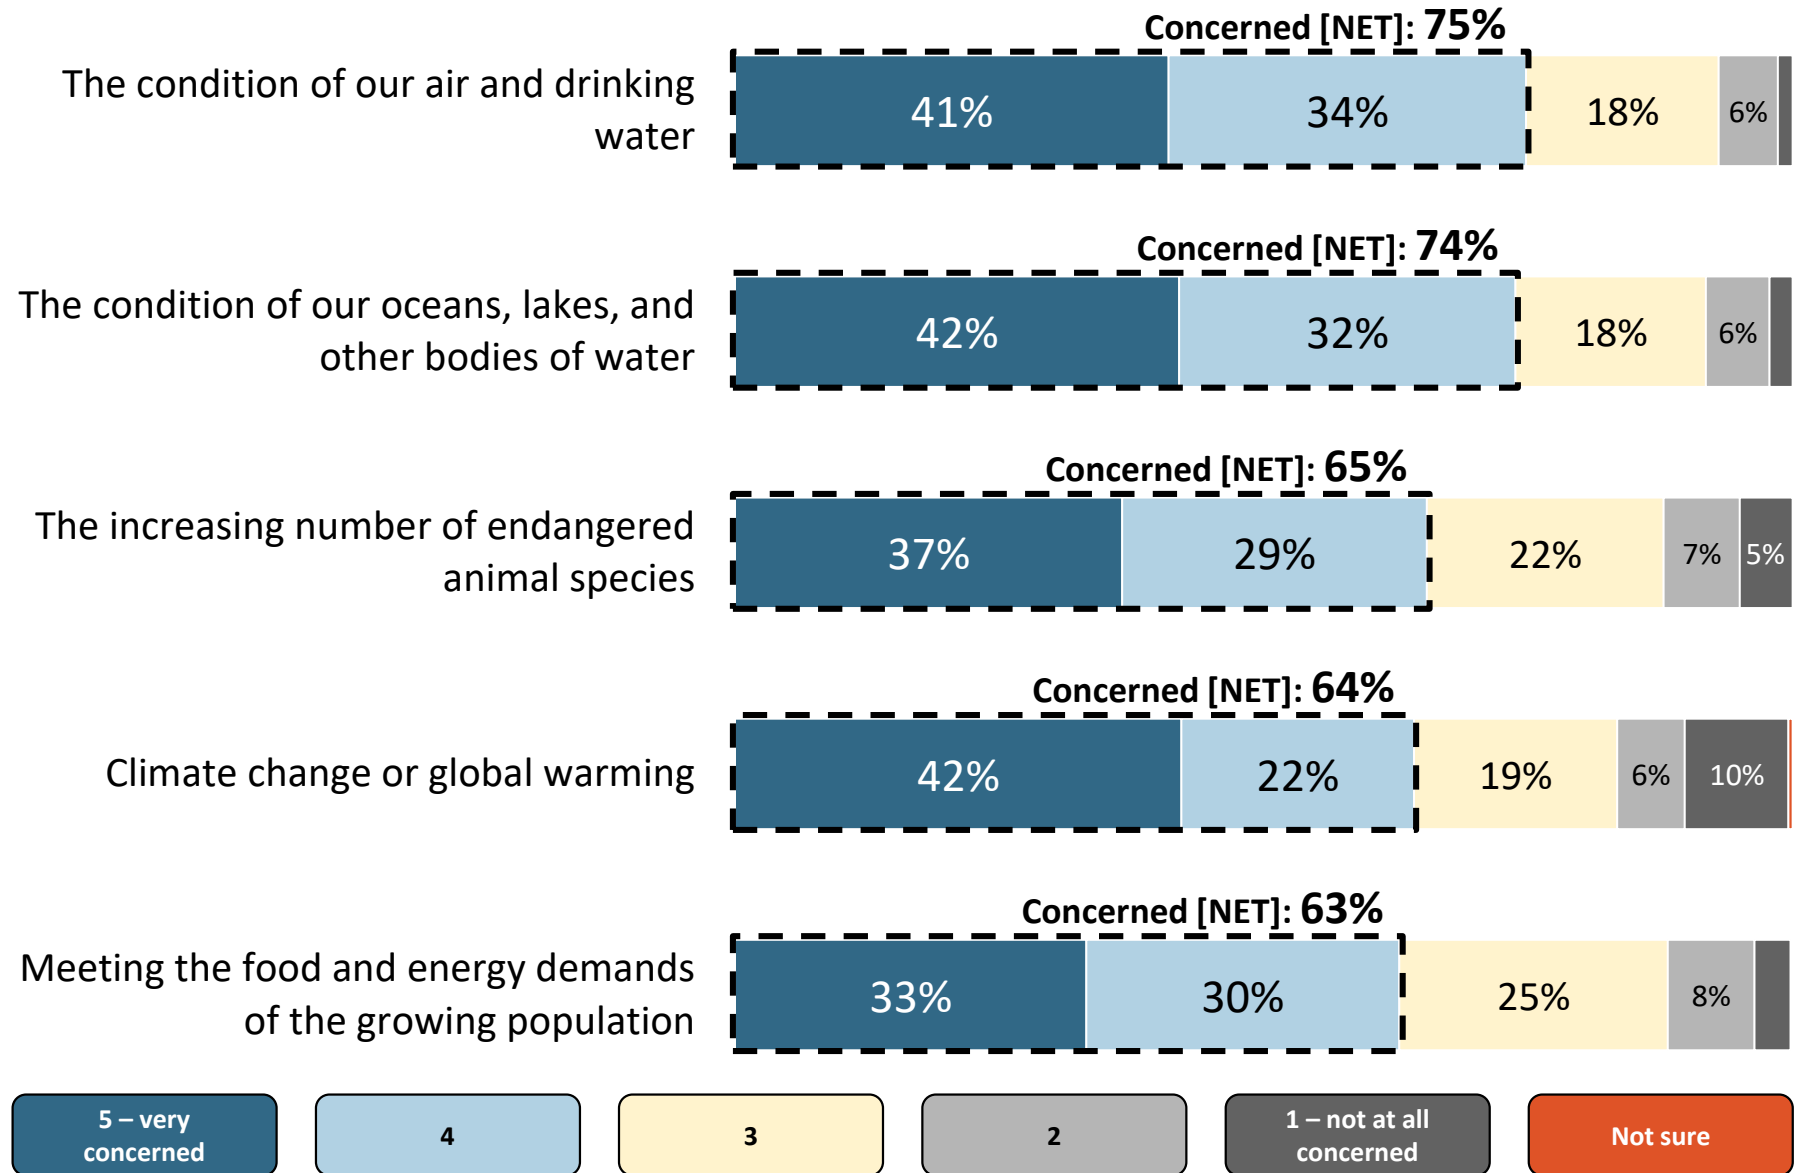 Concerned [NET]: 75%
The condition of our air and drinking
water
41% 34% 18% 6%
Concerned [NET]: 74%
The condition of our oceans, lakes, and
other bodies of water
42% 32% 18% 6%
Concerned [NET]: 65%
The increasing number of endangered
animal species
37% 29% 22% 7% 5%
Concerned [NET]: 64%
Climate change or global warming
42% 22% 19% 6% 10%
Concerned [NET]: 63%
Meeting the food and energy demands
of the growing population
33% 30% 25% 8%
5 – very
concerned
4
3
2
1 – not at all
concerned
Not sure